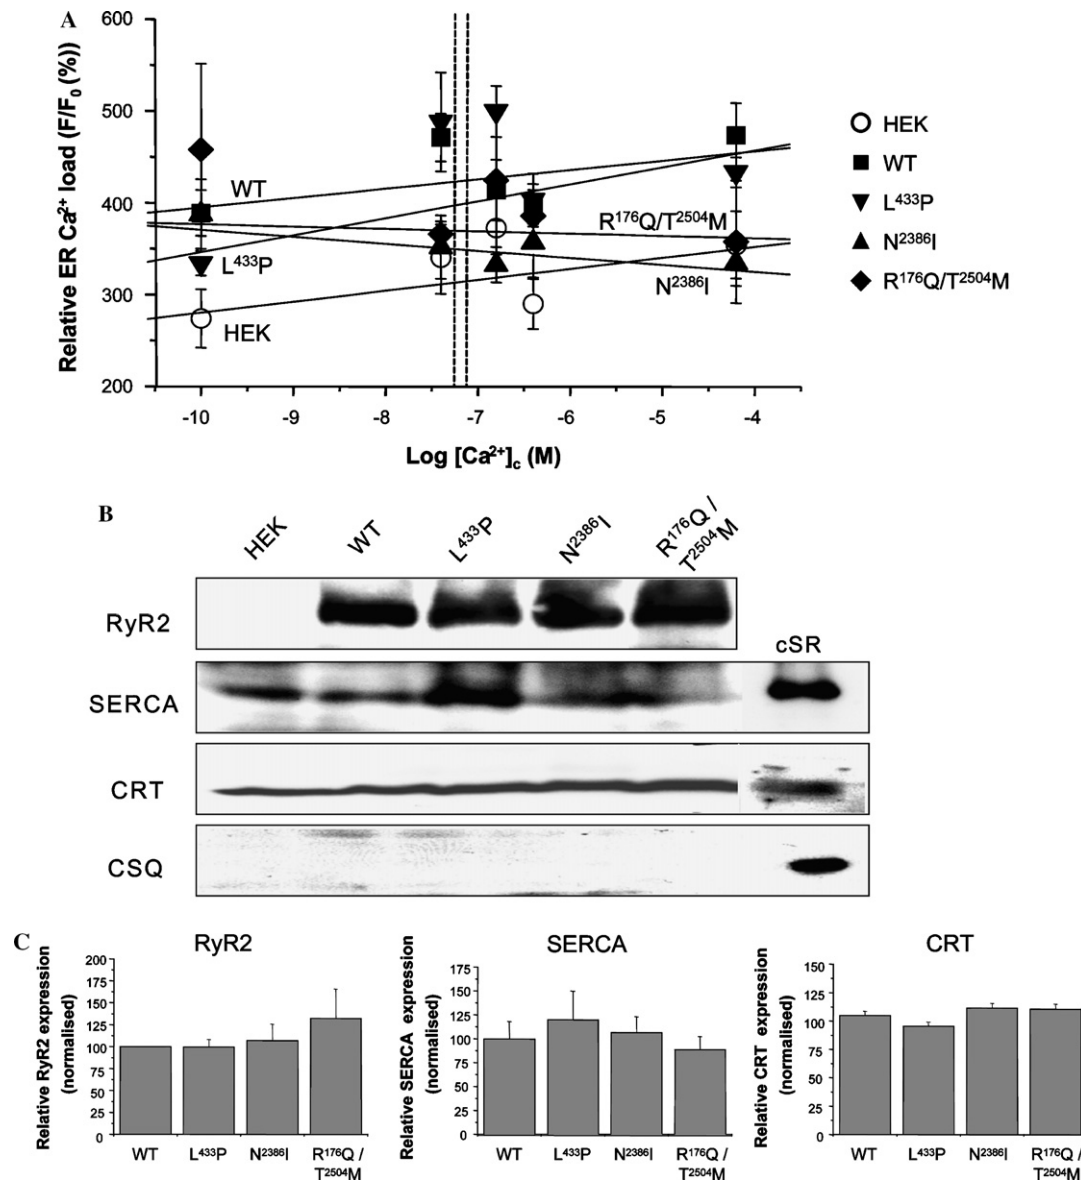 A
Relative ER Ca²⁺ load (F/F₀ (%))
600
500
400
300
200
-10 -9 -8 -7 -6 -5 -4
Log [Ca²⁺]c (M)
WT
L⁴³³P
HEK
R¹⁷⁶Q/T²⁵⁰⁴M
N²³⁸⁶I
HEK
WT
L⁴³³P
N²³⁸⁶I
R¹⁷⁶Q/T²⁵⁰⁴M
B
HEK
WT
L⁴³³P
N²³⁸⁶I
R¹⁷⁶Q /
T²⁵⁰⁴M
RyR2
cSR
SERCA
CRT
CSQ
C
RyR2
Relative RyR2 expression
(normalised)
200
175
150
125
100
75
50
25
0
WT L⁴³³P N²³⁸⁶I R¹⁷⁶Q /
T²⁵⁰⁴M
SERCA
Relative SERCA expression
(normalised)
175
150
125
100
75
50
25
0
WT L⁴³³P N²³⁸⁶I R¹⁷⁶Q /
T²⁵⁰⁴M
CRT
Relative CRT expression
(normalised)
150
125
100
75
50
25
0
WT L⁴³³P N²³⁸⁶I R¹⁷⁶Q /
T²⁵⁰⁴M